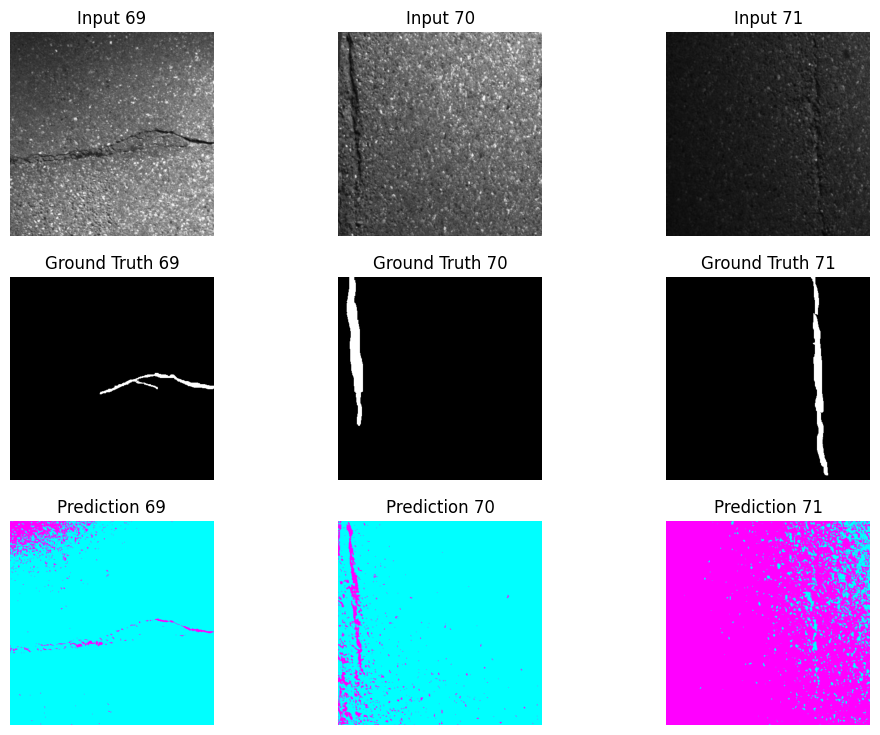 Input 69
Input 70
Input 71
Ground Truth 69
Ground Truth 70
Ground Truth 71
Prediction 69
Prediction 70
Prediction 71